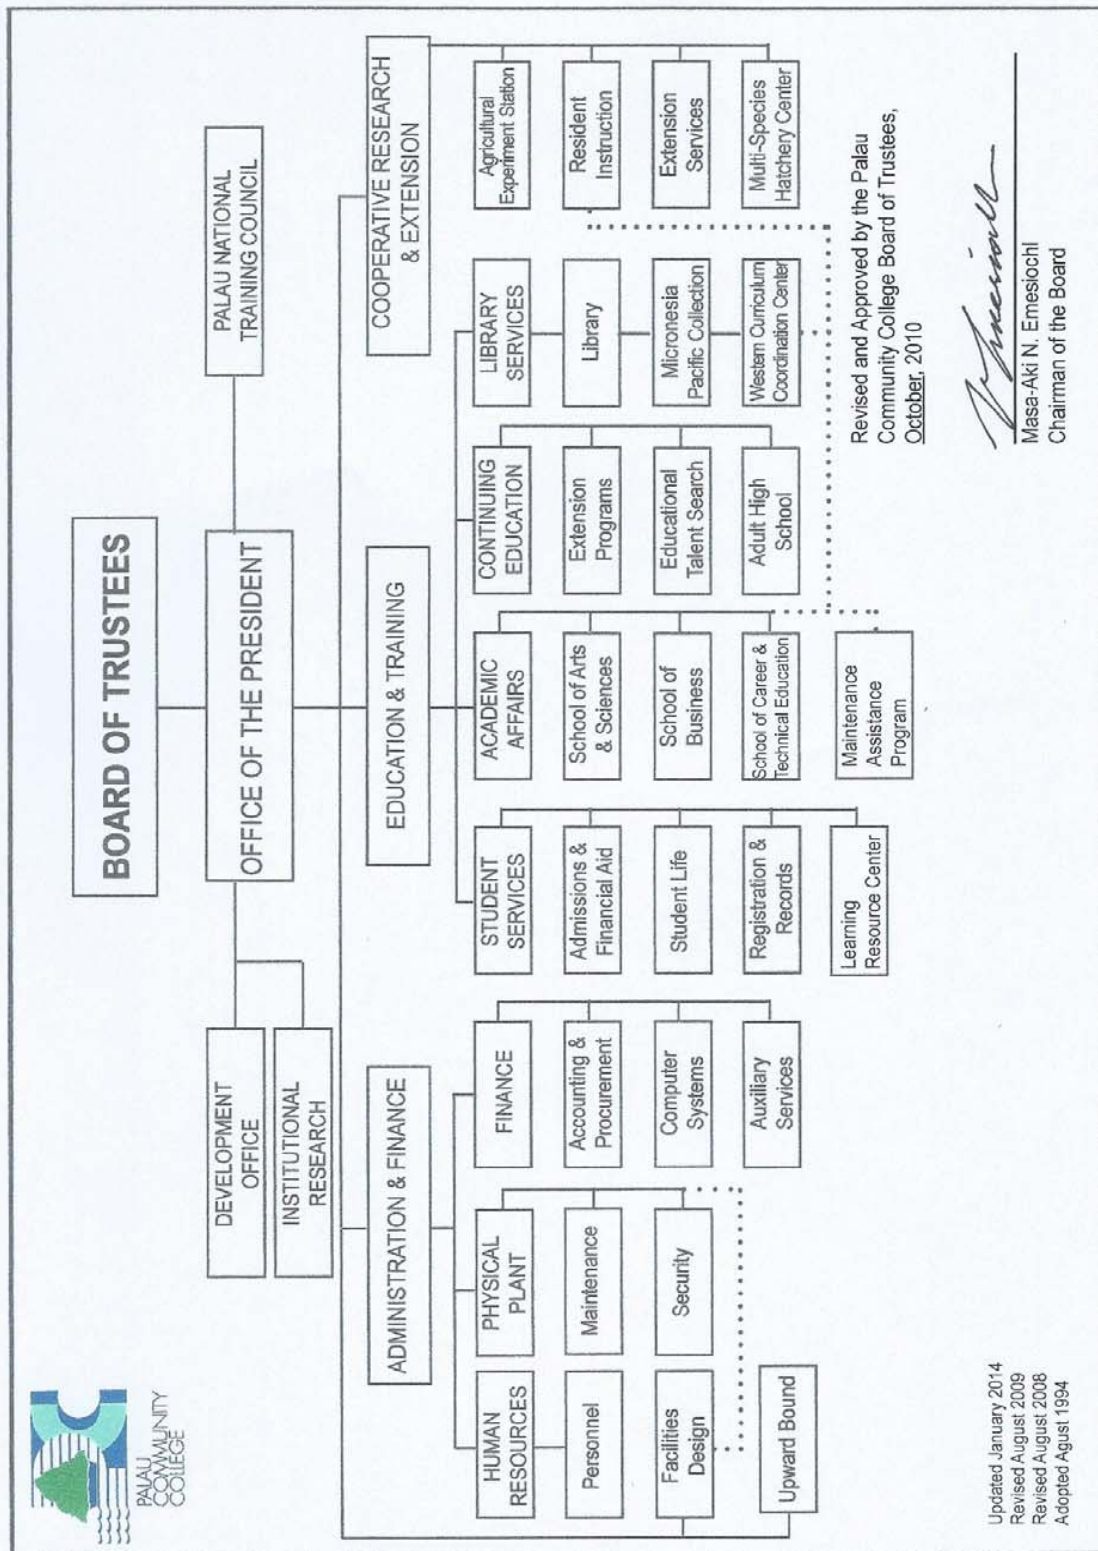 PALAU
COMMUNITY
COLLEGE
BOARD OF TRUSTEES
OFFICE OF THE PRESIDENT
DEVELOPMENT
OFFICE
INSTITUTIONAL
RESEARCH
PALAU NATIONAL
TRAINING COUNCIL
ADMINISTRATION & FINANCE
EDUCATION & TRAINING
COOPERATIVE RESEARCH
& EXTENSION
HUMAN
RESOURCES
Personnel
Facilities
Design
Upward Bound
PHYSICAL
PLANT
Maintenance
Security
FINANCE
Accounting &
Procurement
Computer
Systems
Auxiliary
Services
STUDENT
SERVICES
Admissions &
Financial Aid
Student Life
Registration &
Records
Learning
Resource Center
ACADEMIC
AFFAIRS
School of Arts
& Sciences
School of
Business
School of Career &
Technical Education
Maintenance
Assistance
Program
CONTINUING
EDUCATION
Extension
Programs
Educational
Talent Search
Adult High
School
LIBRARY
SERVICES
Library
Micronesia
Pacific Collection
Western Curriculum
Coordination Center
Agricultural
Experiment Station
Resident
Instruction
Extension
Services
Multi-Species
Hatchery Center
Updated January 2014
Revised August 2009
Revised August 2008
Adopted Agust 1994
Revised and Approved by the Palau
Community College Board of Trustees,
October, 2010
Masa-Aki N. Emesiochl
Chairman of the Board